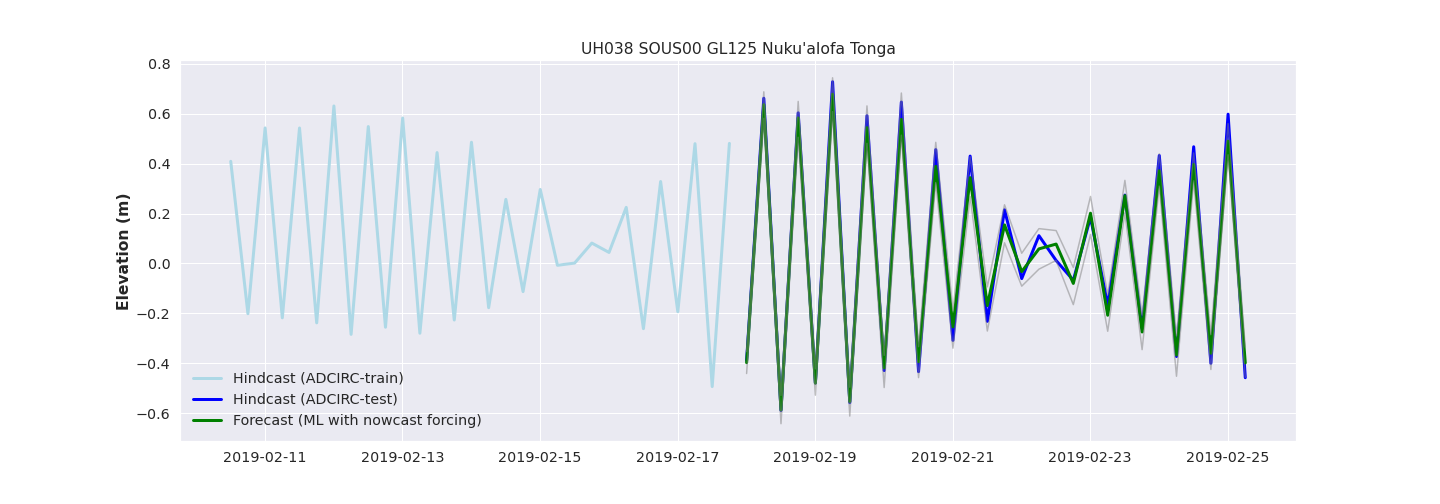 UH038 SOUS00 GL125 Nuku'alofa Tonga
Elevation (m)
0.8
0.6
0.4
0.2
0.0
−0.2
−0.4
−0.6
Hindcast (ADCIRC-train)
Hindcast (ADCIRC-test)
Forecast (ML with nowcast forcing)
2019-02-11 2019-02-13 2019-02-15 2019-02-17 2019-02-19 2019-02-21 2019-02-23 2019-02-25